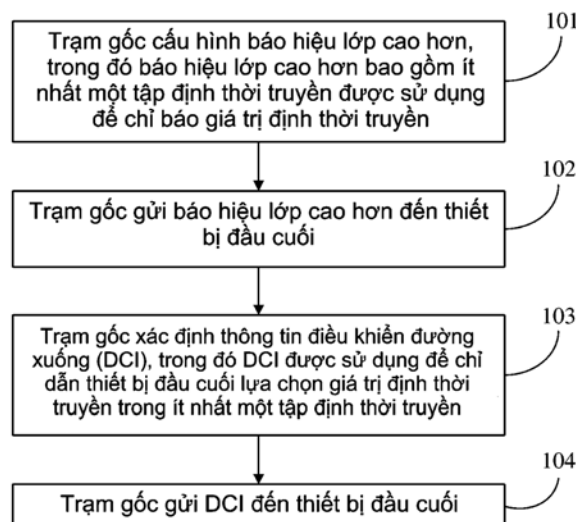 101
Trạm gốc cấu hình báo hiệu lớp cao hơn,
trong đó báo hiệu lớp cao hơn bao gồm ít
nhất một tập định thời truyền được sử dụng
để chỉ báo giá trị định thời truyền
102
Trạm gốc gửi báo hiệu lớp cao hơn đến thiết
bị đầu cuối
103
Trạm gốc xác định thông tin điều khiển đường
xuống (DCI), trong đó DCI được sử dụng để chỉ
dẫn thiết bị đầu cuối lựa chọn giá trị định thời
truyền trong ít nhất một tập định thời truyền
104
Trạm gốc gửi DCI đến thiết bị đầu cuối